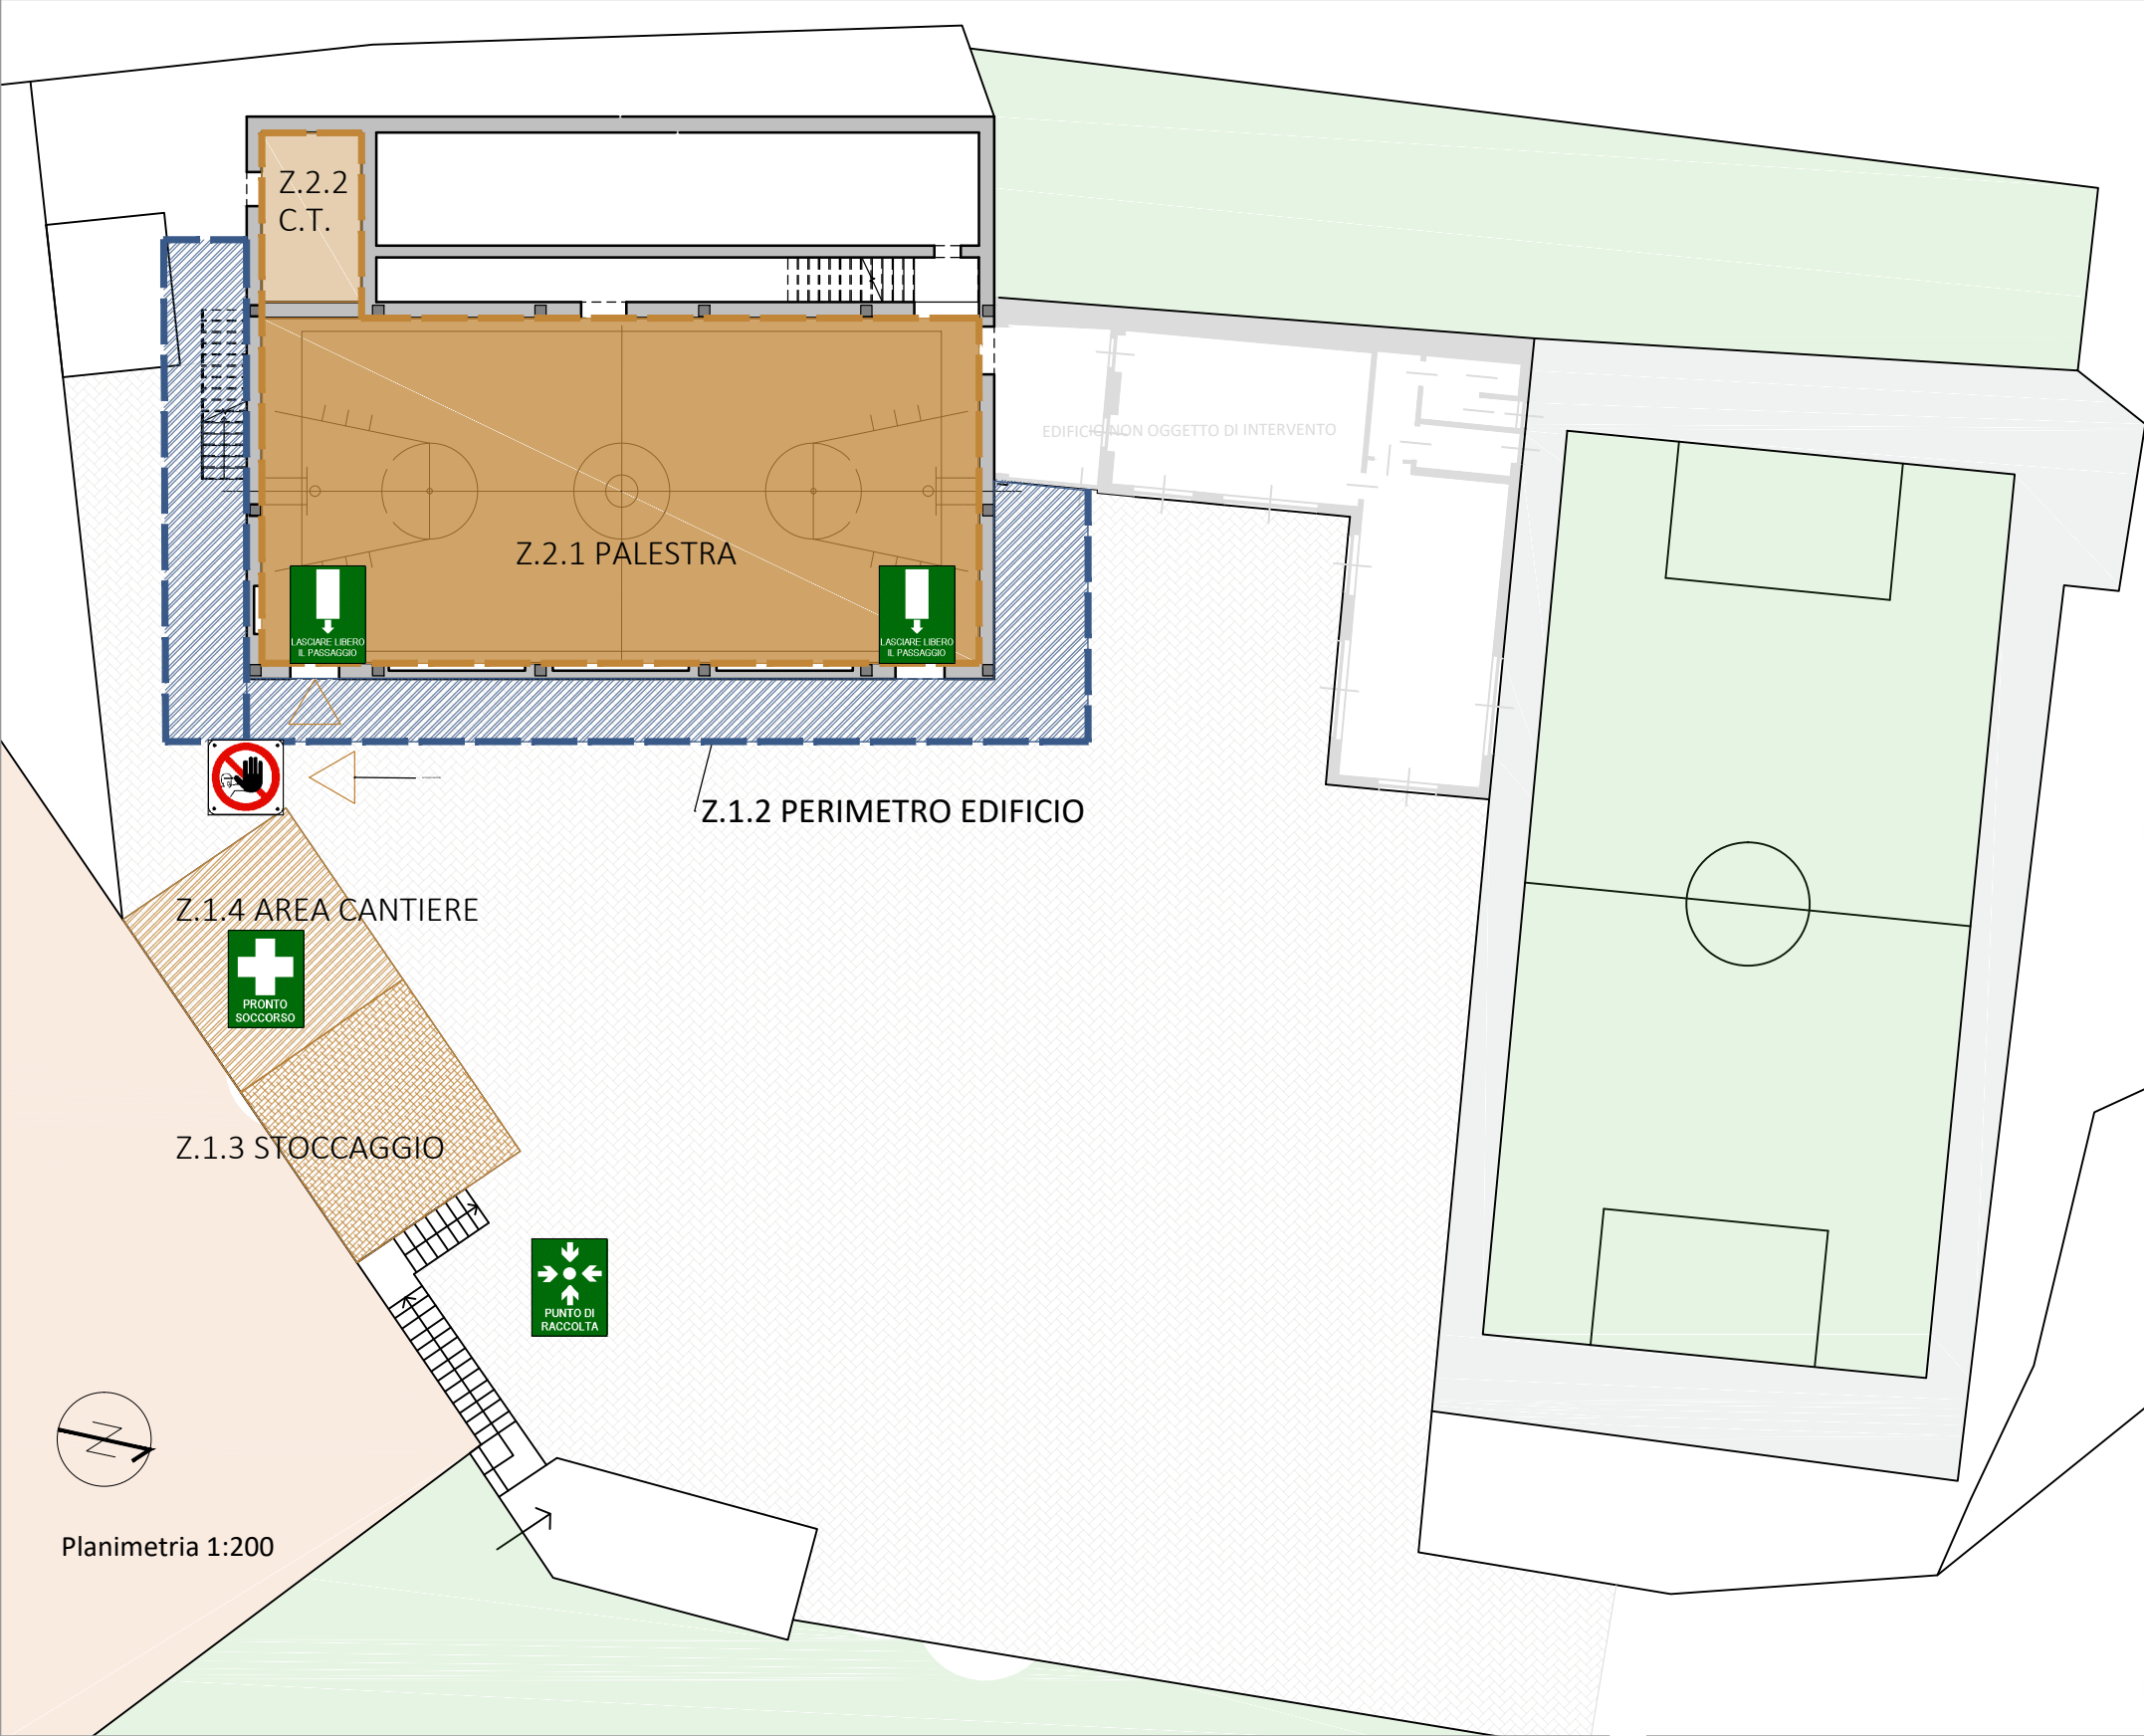 Z.2.2
C.T.
EDIFICIO NON OGGETTO DI INTERVENTO
Z.2.1 PALESTRA
LASCIARE LIBERO
IL PASSAGGIO
LASCIARE LIBERO
IL PASSAGGIO
Z.1.2 PERIMETRO EDIFICIO
Z.1.4 AREA CANTIERE
PRONTO
SOCCORSO
Z.1.3 STOCCAGGIO
PUNTO DI
RACCOLTA
N
Planimetria 1:200